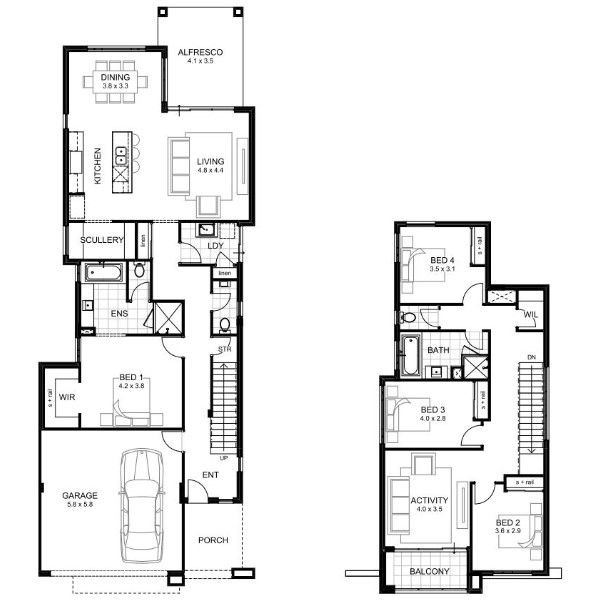 ALFRESCO
4.1 x 3.5
DINING
3.8 x 3.3
KITCHEN
LIVING
4.8 x 4.4
SCULLERY
linen
LDY
linen
ENS
STR
BED 1
4.2 x 3.8
s + rail
WIR
UP
ENT
GARAGE
5.8 x 5.8
PORCH
BED 4
3.5 x 3.1
s + rail
WIL
BATH
DN
BED 3
4.0 x 2.8
s + rail
s + rail
ACTIVITY
4.0 x 3.5
BED 2
3.6 x 2.9
BALCONY